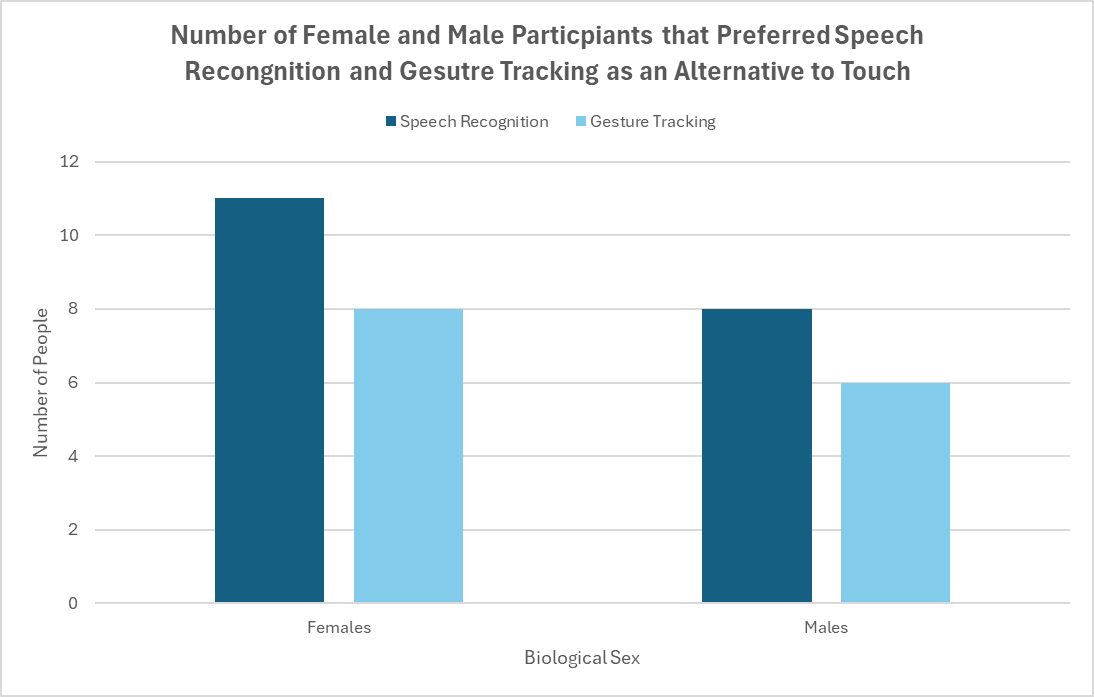 Number of Female and Male Particpiants that Preferred Speech
Recongnition and Gesutre Tracking as an Alternative to Touch
Speech Recognition Gesture Tracking
12
10
8
6
4
2
0
Number of People
Females Males
Biological Sex